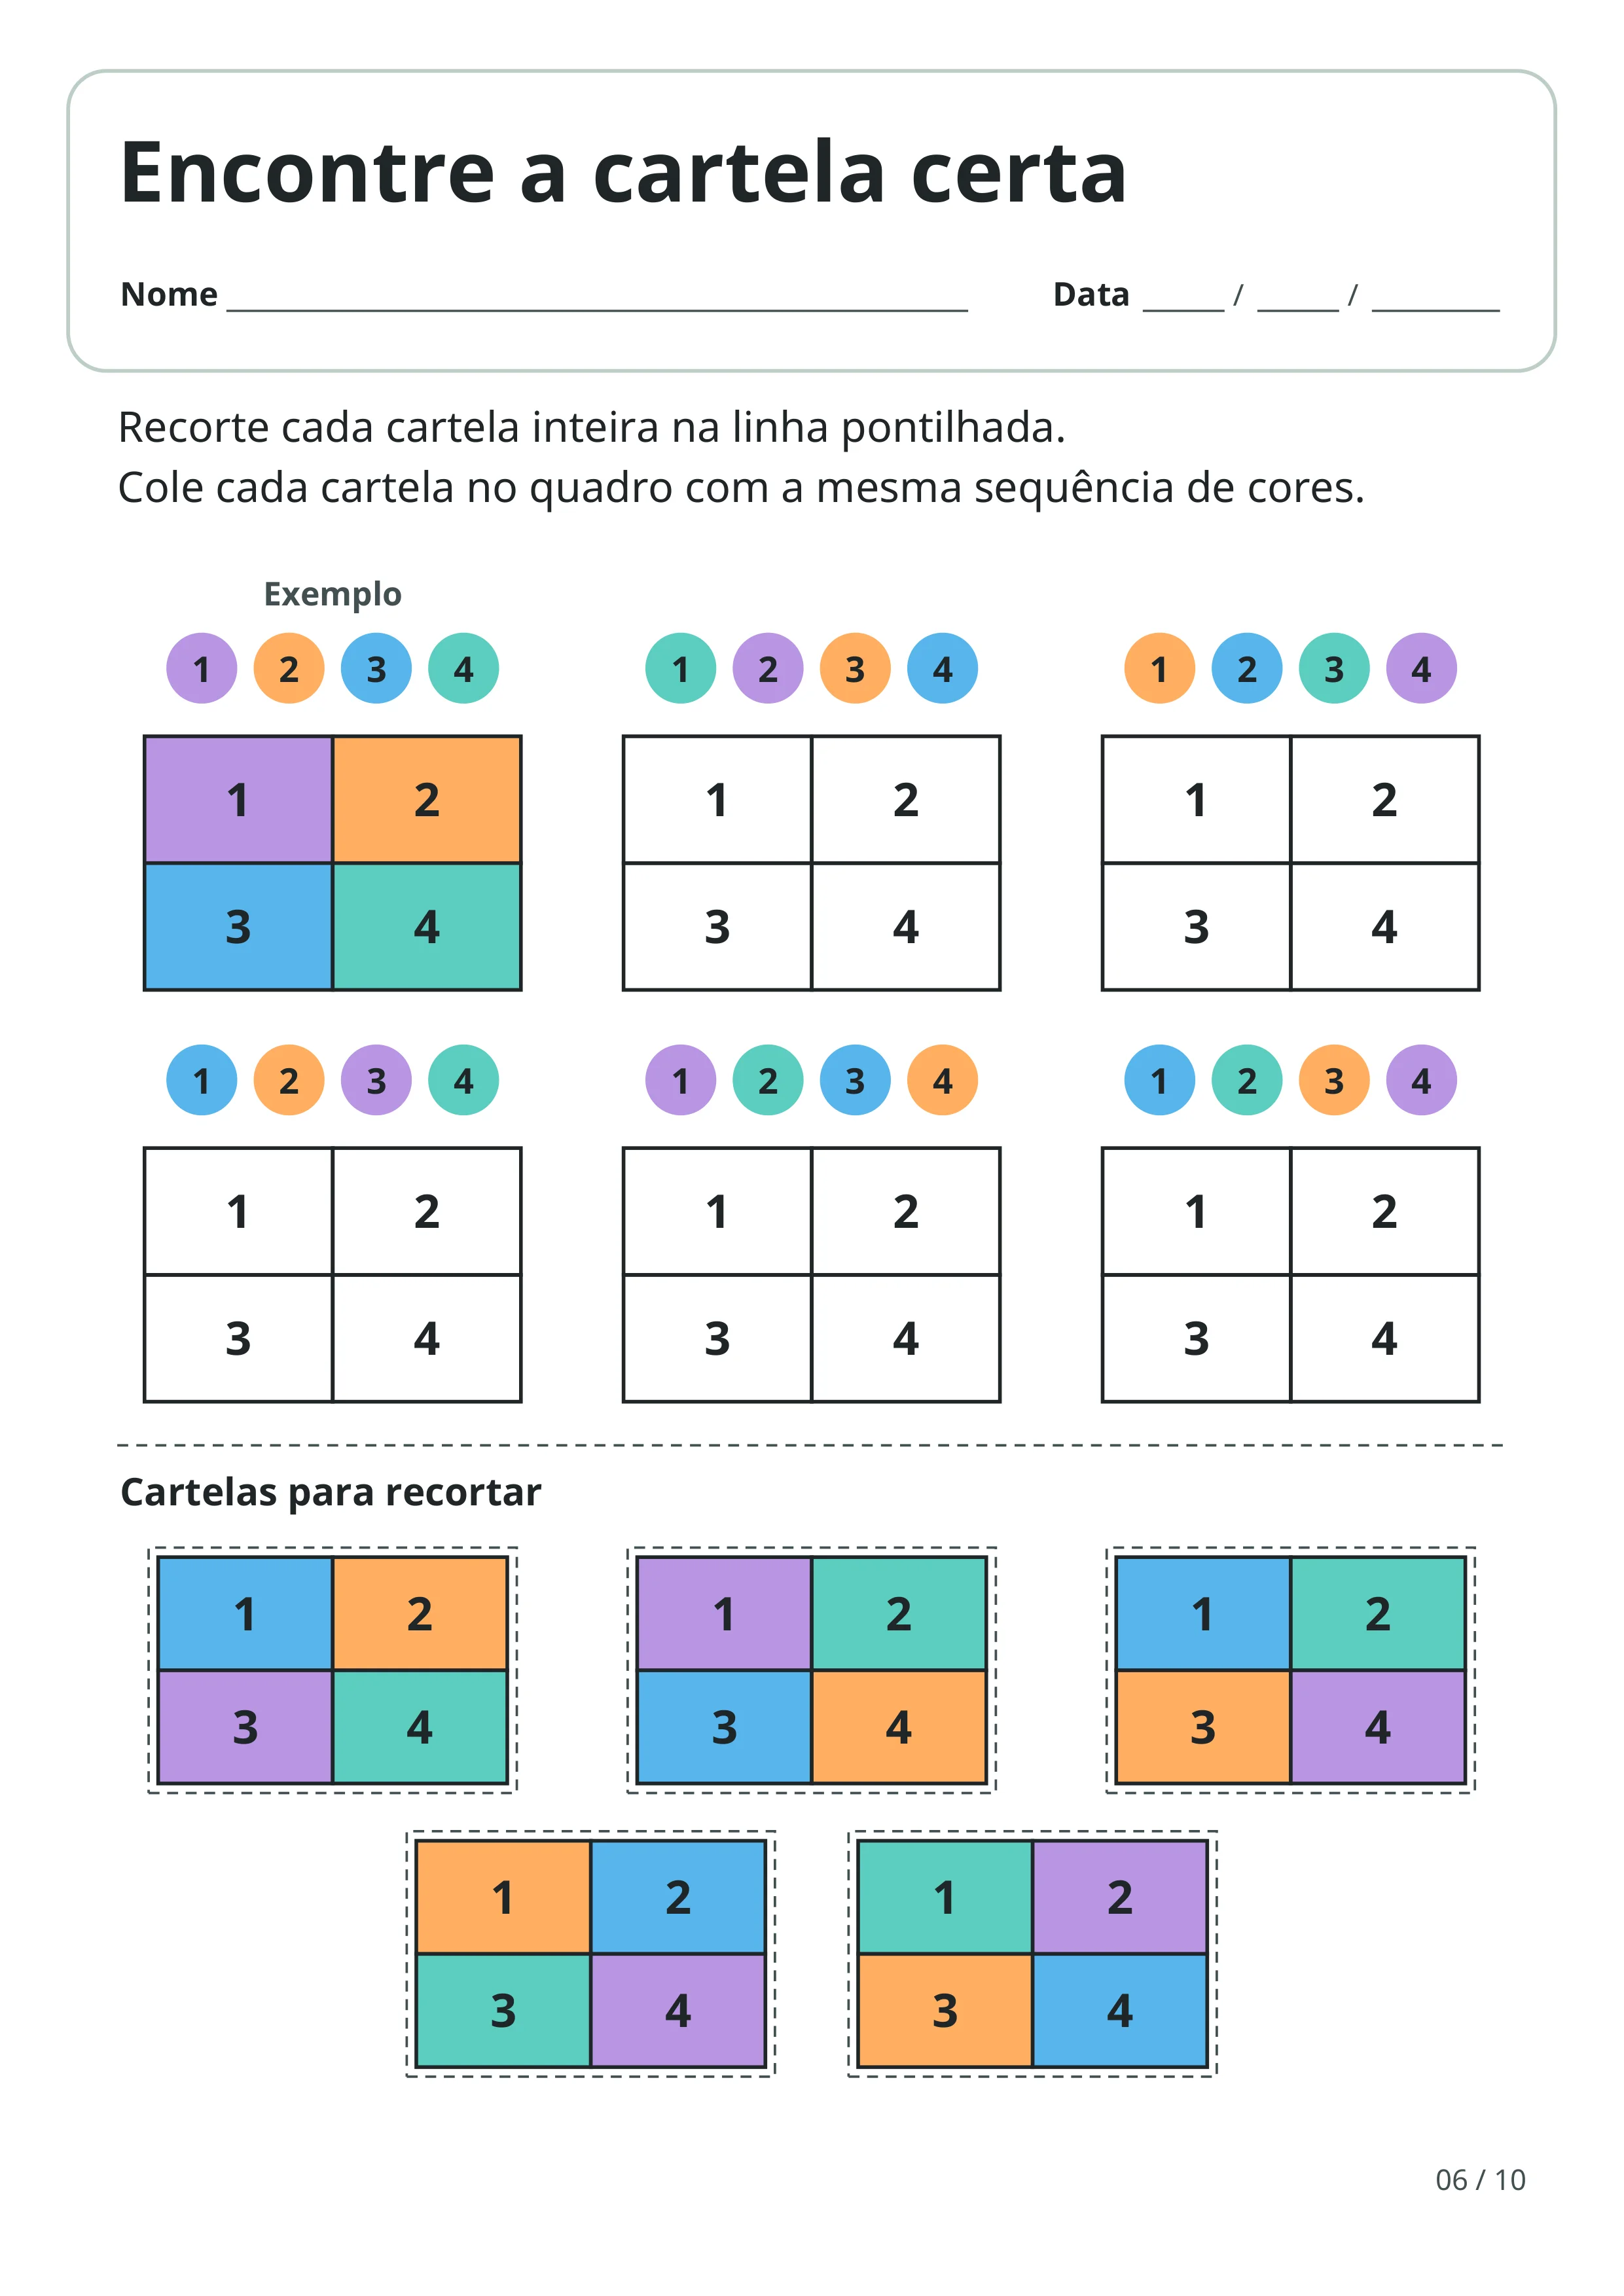 Encontre a cartela certa
Nome Data / /
Recorte cada cartela inteira na linha pontilhada.
Cole cada cartela no quadro com a mesma sequência de cores.
Exemplo
1 2 3 4 1 2 3 4 1 2 3 4
1 2 1 2 1 2
3 4 3 4 3 4
1 2 3 4 1 2 3 4 1 2 3 4
1 2 1 2 1 2
3 4 3 4 3 4
Cartelas para recortar
1 2 1 2 1 2
3 4 3 4 3 4
1 2 1 2
3 4 3 4
06 / 10